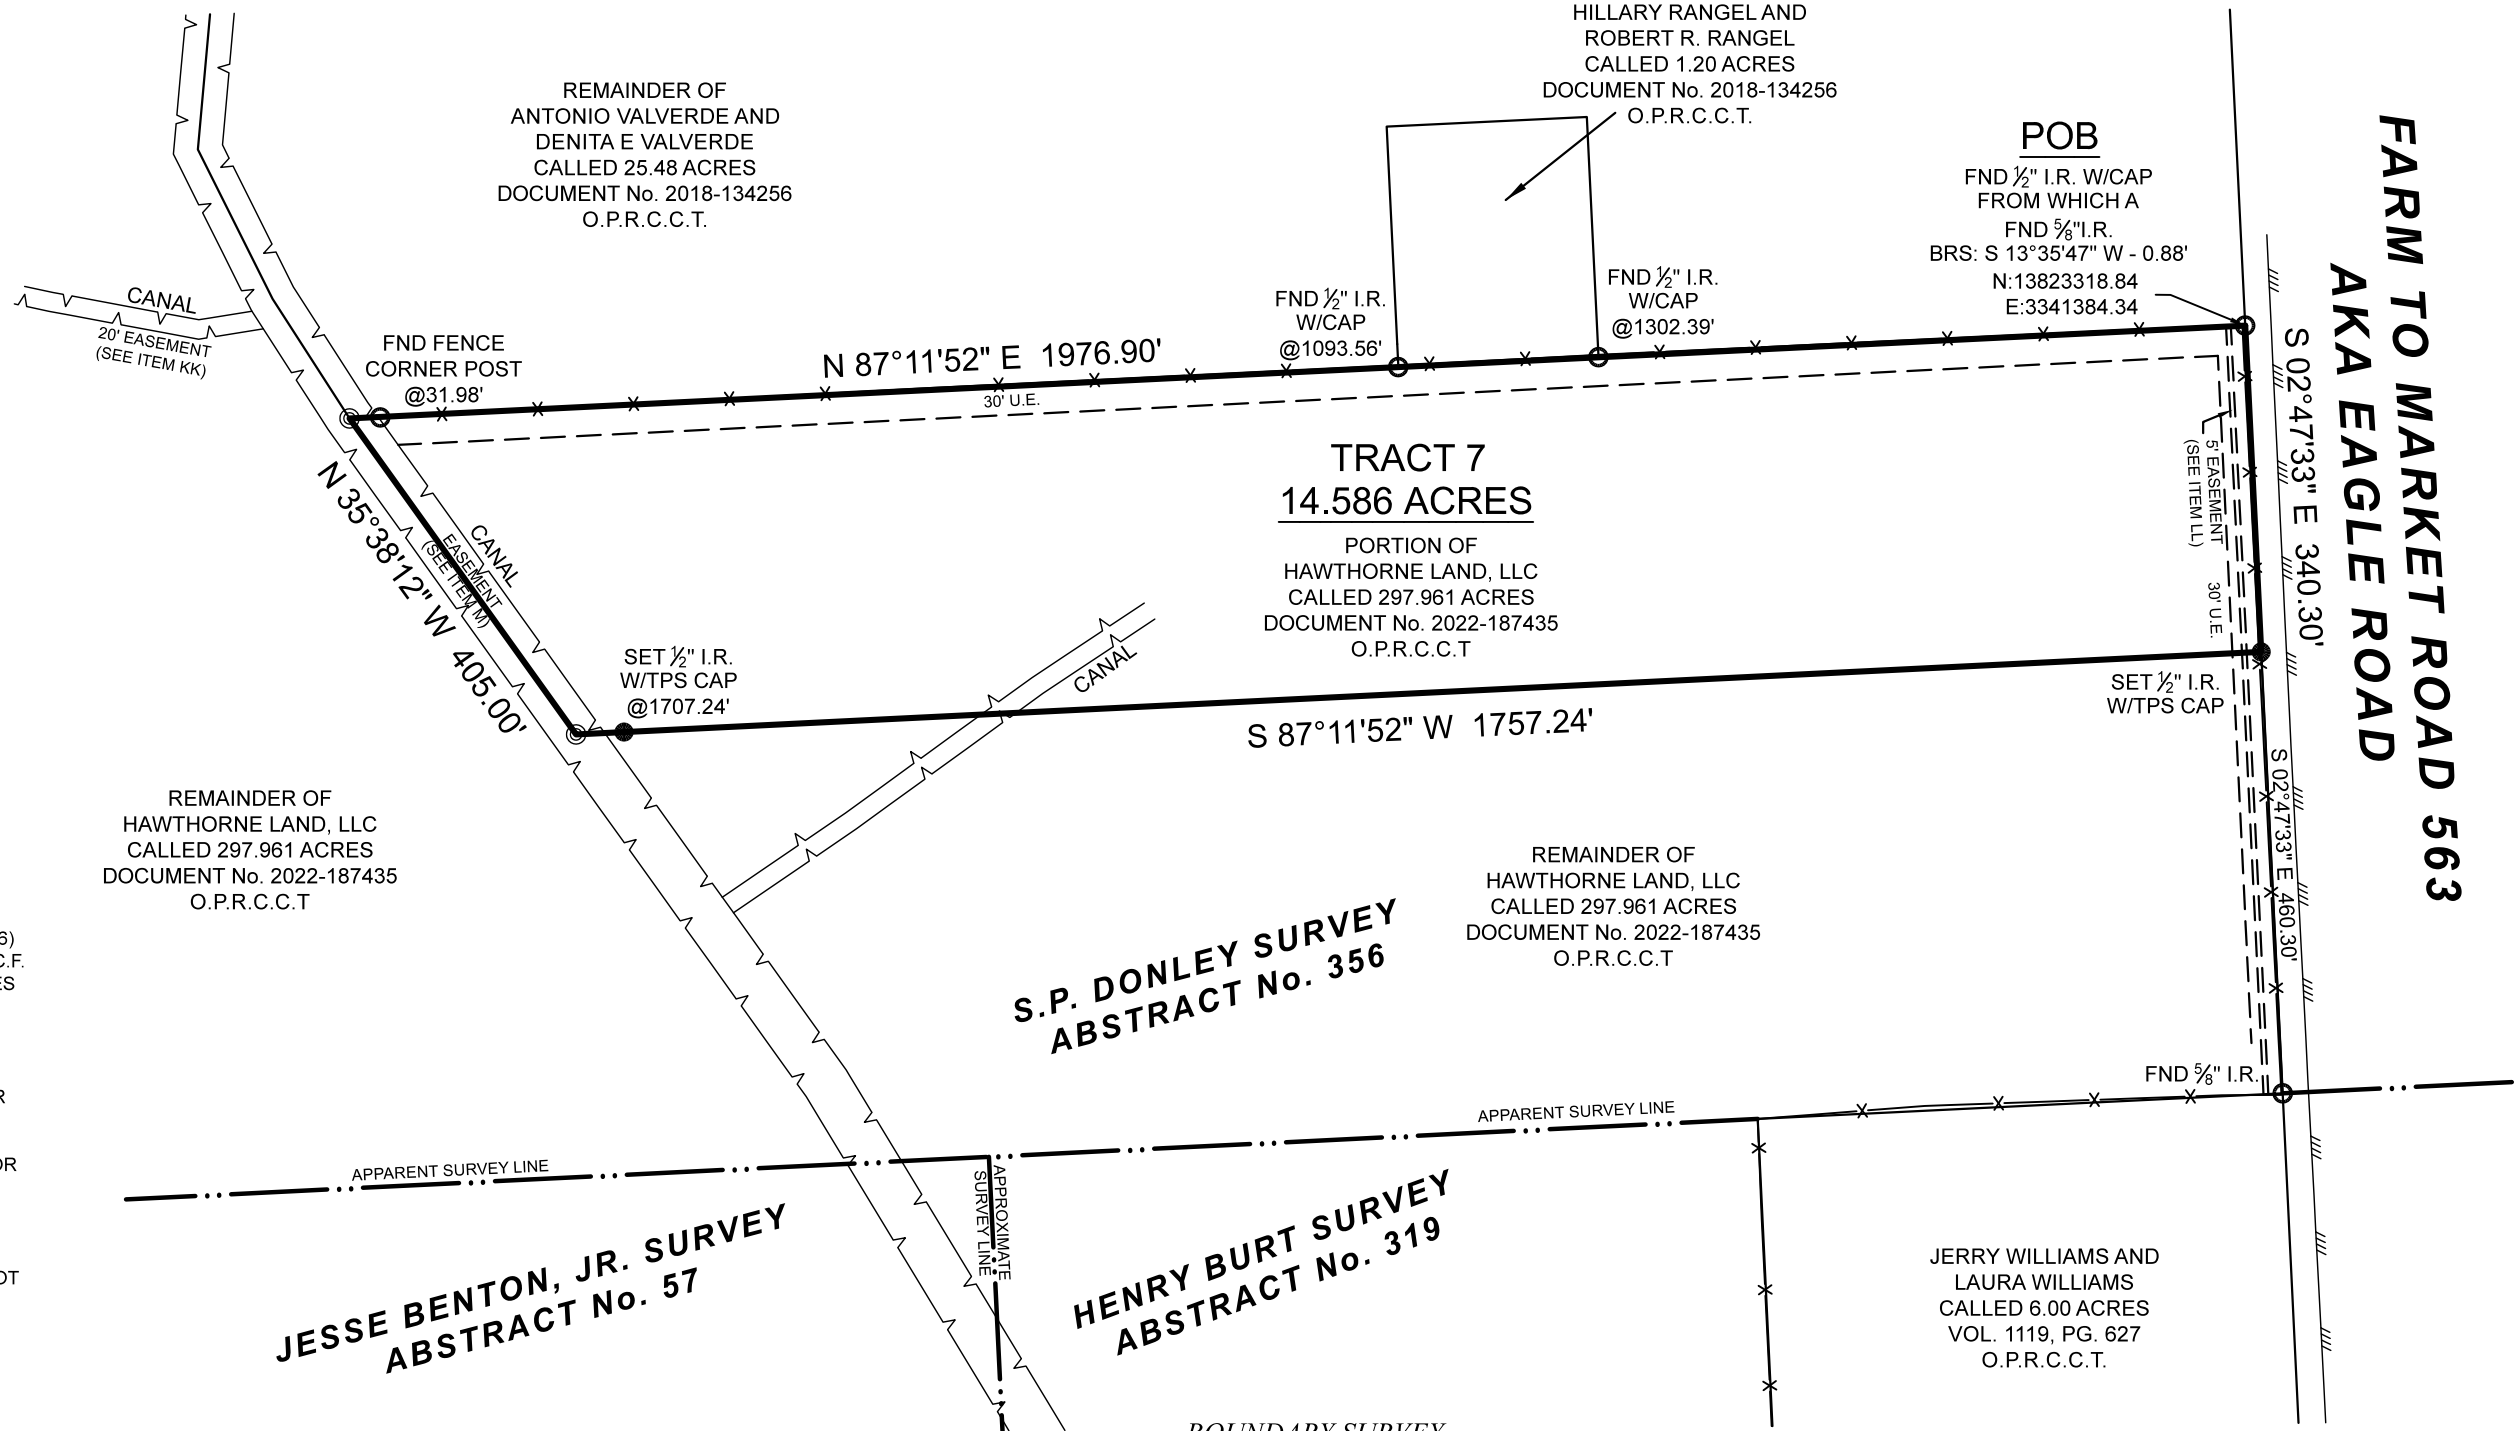 HILLARY RANGEL AND
ROBERT R. RANGEL
CALLED 1.20 ACRES
DOCUMENT No. 2018-134256
O.P.R.C.C.T.
REMAINDER OF
ANTONIO VALVERDE AND
DENITA E VALVERDE
CALLED 25.48 ACRES
DOCUMENT No. 2018-134256
O.P.R.C.C.T.
POB
FND ½" I.R. W/CAP
FROM WHICH A
FND ⅝"I.R.
BRS: S 13°35'47" W - 0.88'
N:13823318.84
E:3341384.34
FARM TO MARKET ROAD 563
AKA EAGLE ROAD
CANAL
20' EASEMENT
(SEE ITEM KK)
FND FENCE
CORNER POST
@31.98'
N 87°11'52" E 1976.90'
30' U.E.
FND ½" I.R.
W/CAP
@1093.56'
FND ½" I.R.
W/CAP
@1302.39'
S 02°47'33" E 340.30'
5' EASEMENT
(SEE ITEM LL)
30' U.E.
TRACT 7
14.586 ACRES
PORTION OF
HAWTHORNE LAND, LLC
CALLED 297.961 ACRES
DOCUMENT No. 2022-187435
O.P.R.C.C.T
N 35°38'12" W 405.00'
CANAL
EASEMENT
(SEE ITEM M)
SET ½" I.R.
W/TPS CAP
@1707.24'
CANAL
S 87°11'52" W 1757.24'
SET ½" I.R.
W/TPS CAP
S 02°47'33" E 460.30'
REMAINDER OF
HAWTHORNE LAND, LLC
CALLED 297.961 ACRES
DOCUMENT No. 2022-187435
O.P.R.C.C.T
REMAINDER OF
HAWTHORNE LAND, LLC
CALLED 297.961 ACRES
DOCUMENT No. 2022-187435
O.P.R.C.C.T
6)
C.F.
ES
R
OR
OT
S.P. DONLEY SURVEY
ABSTRACT No. 356
FND ⅝" I.R.
APPARENT SURVEY LINE
APPARENT SURVEY LINE
APPROXIMATE
SURVEY LINE
JESSE BENTON, JR. SURVEY
ABSTRACT No. 57
HENRY BURT SURVEY
ABSTRACT No. 319
JERRY WILLIAMS AND
LAURA WILLIAMS
CALLED 6.00 ACRES
VOL. 1119, PG. 627
O.P.R.C.C.T.
BOUNDARY SURVEY